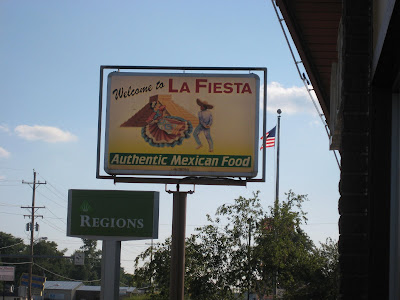 Welcome to LA FIESTA
Authentic Mexican Food
REGIONS